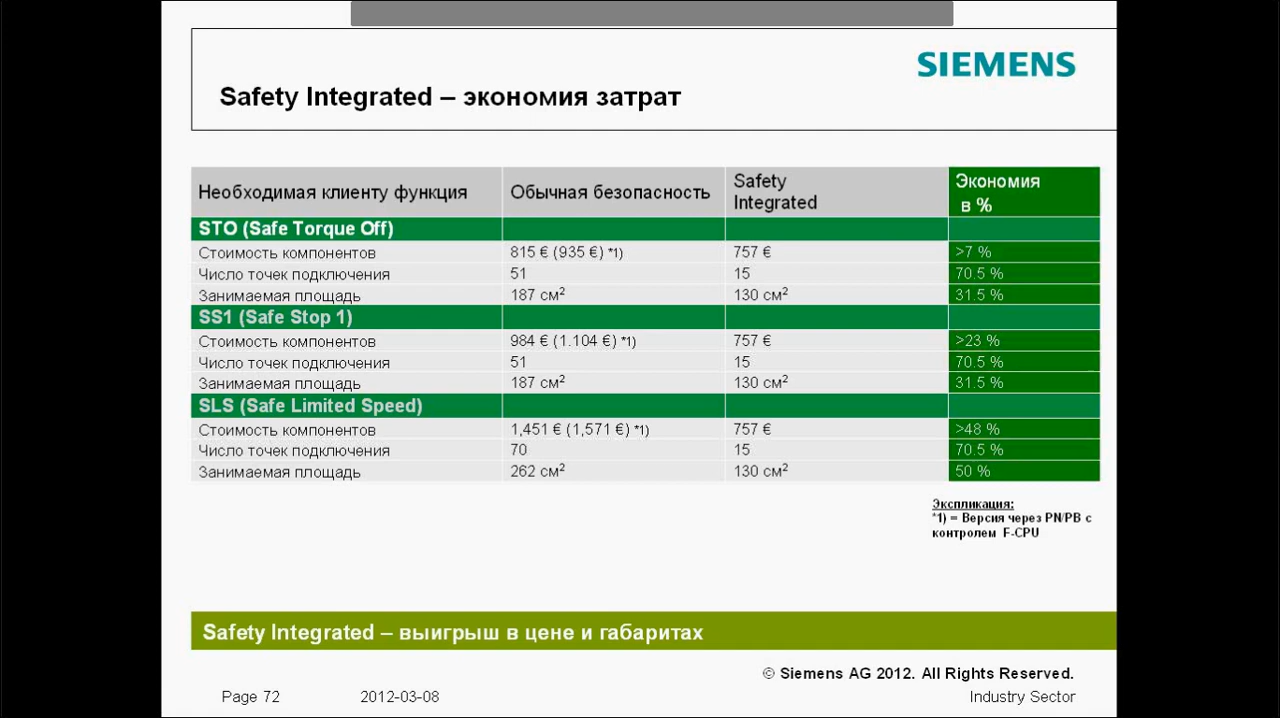 SIEMENS
Safety Integrated – экономия затрат
Необходимая клиенту функция Обычная безопасность Safety Integrated Экономия в %
STO (Safe Torque Off)
Стоимость компонентов 815 € (935 €) *1) 757 € >7 %
Число точек подключения 51 15 70.5 %
Занимаемая площадь 187 см² 130 см² 31.5 %
SS1 (Safe Stop 1)
Стоимость компонентов 984 € (1.104 €) *1) 757 € >23 %
Число точек подключения 51 15 70.5 %
Занимаемая площадь 187 см² 130 см² 31.5 %
SLS (Safe Limited Speed)
Стоимость компонентов 1,451 € (1,571 €) *1) 757 € >48 %
Число точек подключения 70 15 70.5 %
Занимаемая площадь 262 см² 130 см² 50 %
Экспликация:
*1) = Версия через PN/PB с
контролем F-CPU
Safety Integrated – выигрыш в цене и габаритах
© Siemens AG 2012. All Rights Reserved.
Page 72 2012-03-08 Industry Sector